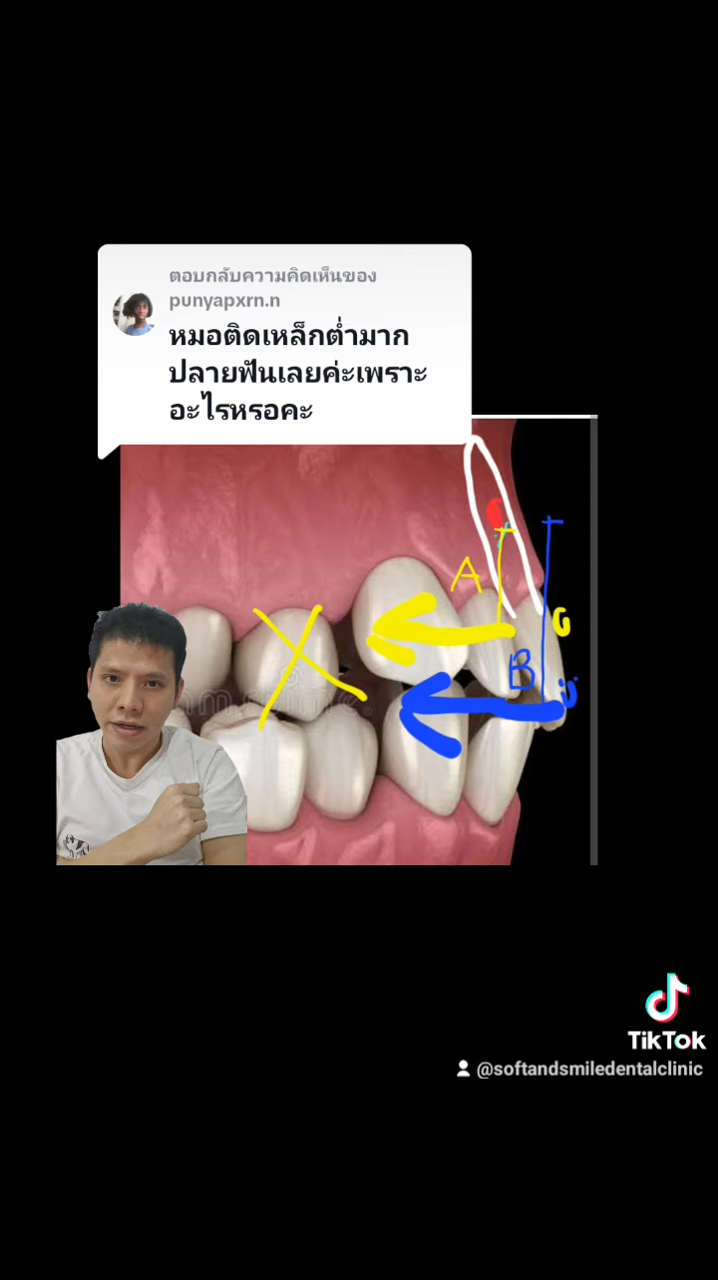 ตอบกลับความคิดเห็นของ
punyapxrn.n
หมอติดเหล็กต่ำมาก
ปลายฟันเลยค่ะเพราะ
อะไรหรอคะ
A
B
TikTok
@softandsmiledentalclinic